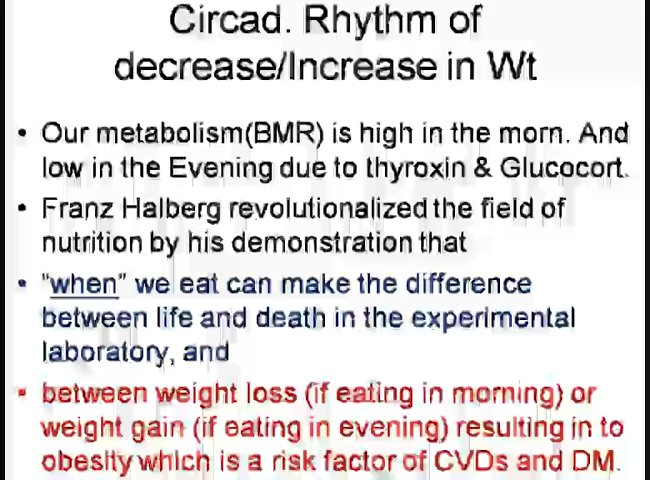 Circad. Rhythm of
decrease/Increase in Wt
• Our metabolism(BMR) is high in the morn. And
low in the Evening due to thyroxin & Glucocort.
• Franz Halberg revolutionalized the field of
nutrition by his demonstration that
• "when" we eat can make the difference
between life and death in the experimental
laboratory, and
• between weight loss (if eating in morning) or
weight gain (if eating in evening) resulting in to
obesity which is a risk factor of CVDs and DM.